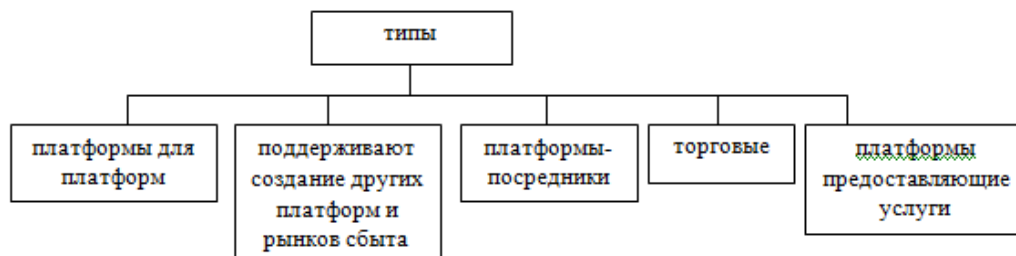 типы
платформы для
платформ
поддерживают
создание других
платформ и
рынков сбыта
платформы-
посредники
торговые
платформы
предоставляющие
услуги